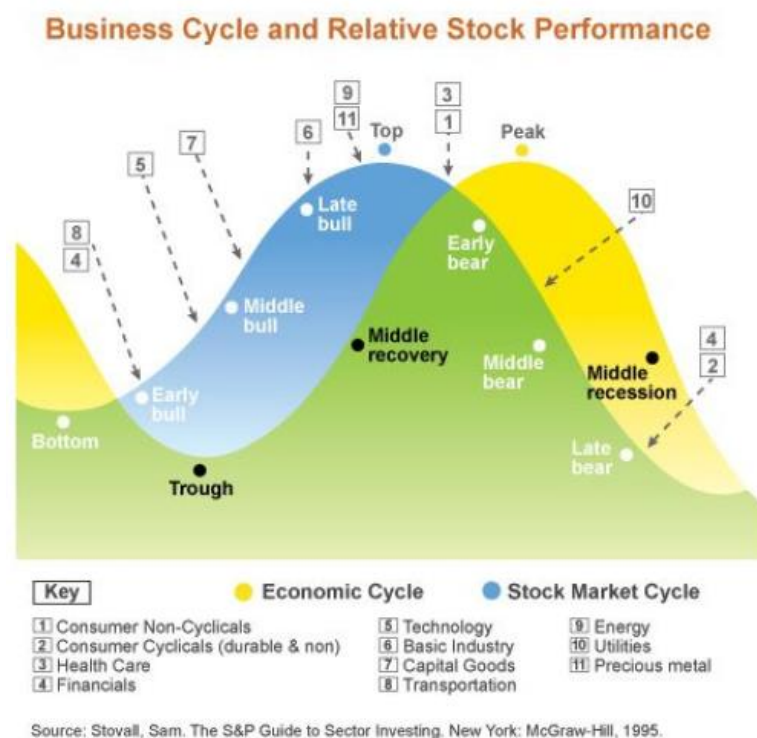 Business Cycle and Relative Stock Performance
9
11
3
1
6
Top
Peak
7
5
10
Late
bull
8
4
Early
bear
Middle
bull
Middle
recovery
Middle
bear
4
2
Middle
recession
Early
bull
Bottom
Late
bear
Trough
Key
Economic Cycle
Stock Market Cycle
1 Consumer Non-Cyclicals
2 Consumer Cyclicals (durable & non)
3 Health Care
4 Financials
5 Technology
6 Basic Industry
7 Capital Goods
8 Transportation
9 Energy
10 Utilities
11 Precious metal
Source: Stovall, Sam. The S&P Guide to Sector Investing. New York: McGraw-Hill, 1995.